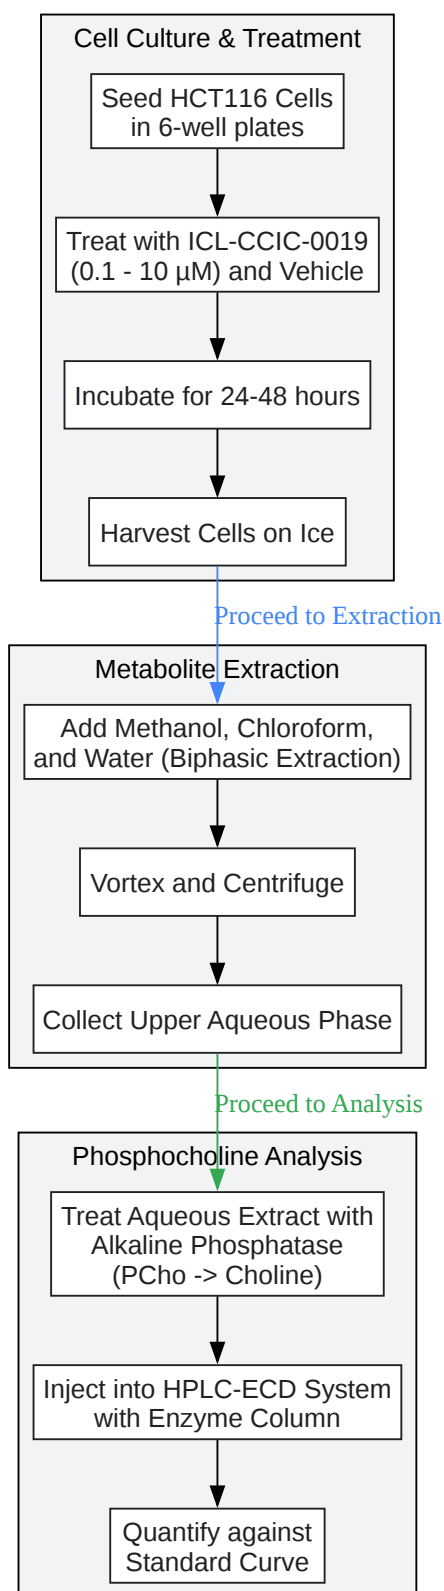 Cell Culture & Treatment
Seed HCT116 Cells
in 6-well plates
Treat with ICL-CCIC-0019
(0.1 - 10 µM) and Vehicle
Incubate for 24-48 hours
Harvest Cells on Ice
Proceed to Extraction
Metabolite Extraction
Add Methanol, Chloroform,
and Water (Biphasic Extraction)
Vortex and Centrifuge
Collect Upper Aqueous Phase
Proceed to Analysis
Phosphocholine Analysis
Treat Aqueous Extract with
Alkaline Phosphatase
(PCho -> Choline)
Inject into HPLC-ECD System
with Enzyme Column
Quantify against
Standard Curve